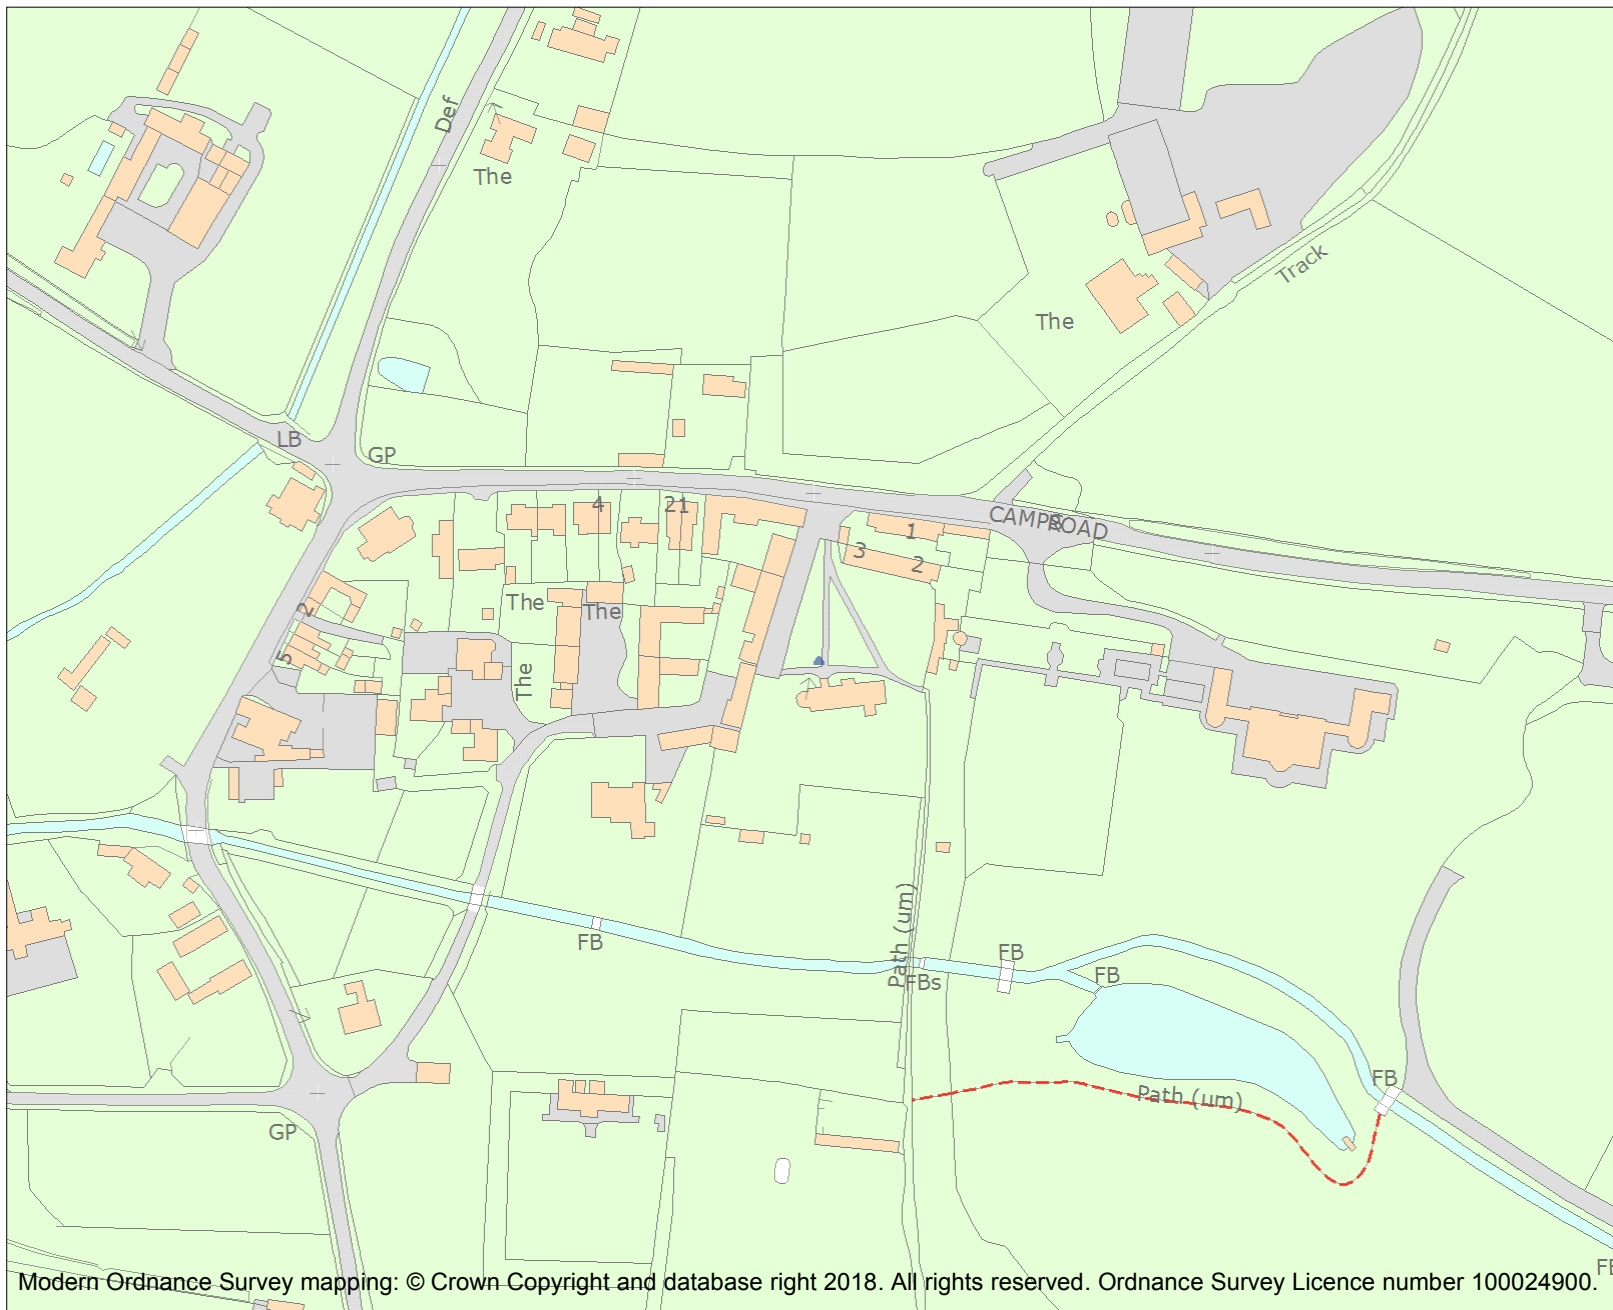 Def
The
Track
The
LB
GP
4
21
CAMPS ROAD
1
3
2
The
The
2
5
The
FB
Path (um)
FBs
FB
FB
Path (um)
FB
GP
Modern Ordnance Survey mapping: © Crown Copyright and database right 2018. All rights reserved. Ordnance Survey Licence number 100024900.